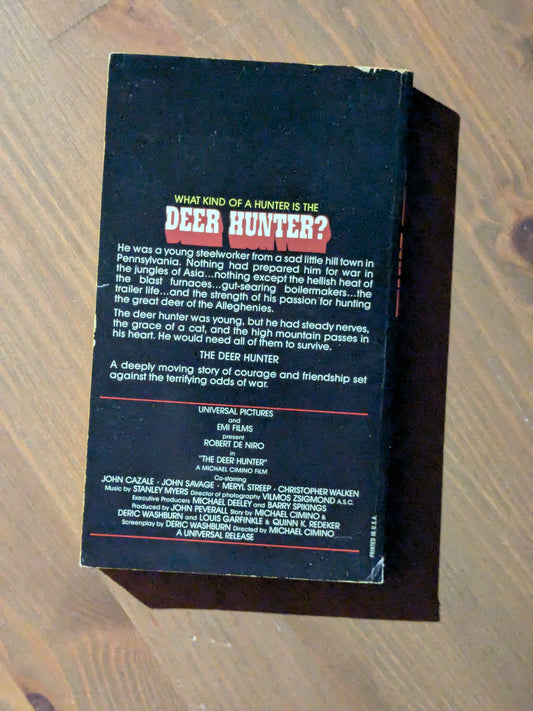 WHAT KIND OF A HUNTER IS THE
DEER HUNTER?
He was a young steelworker from a sad little hill town in
Pennsylvania. Nothing had prepared him for war in
the jungles of Asia...nothing except the hellish heat of
the blast furnaces...gut-searing boilermakers...the
trailer life...and the strength of his passion for hunting
the great deer of the Alleghenies.
The deer hunter was young, but he had steady nerves,
the grace of a cat, and the high mountain passes in
his heart. He would need all of them to survive.
THE DEER HUNTER
A deeply moving story of courage and friendship set
against the terrifying odds of war.
UNIVERSAL PICTURES
and
EMI FILMS
present
ROBERT DE NIRO
in
"THE DEER HUNTER"
A MICHAEL CIMINO FILM
Co-starring
JOHN CAZALE · JOHN SAVAGE · MERYL STREEP · CHRISTOPHER WALKEN
Music by STANLEY MYERS Director of photography VILMOS ZSIGMOND A.S.C.
Executive Producers MICHAEL DEELEY and BARRY SPIKINGS
Produced by JOHN PEVERALL Story by MICHAEL CIMINO &
DERIC WASHBURN and LOUIS GARFINKLE & QUINN K. REDEKER
Screenplay by DERIC WASHBURN Directed by MICHAEL CIMINO
A UNIVERSAL RELEASE
PRINTED IN U.S.A.